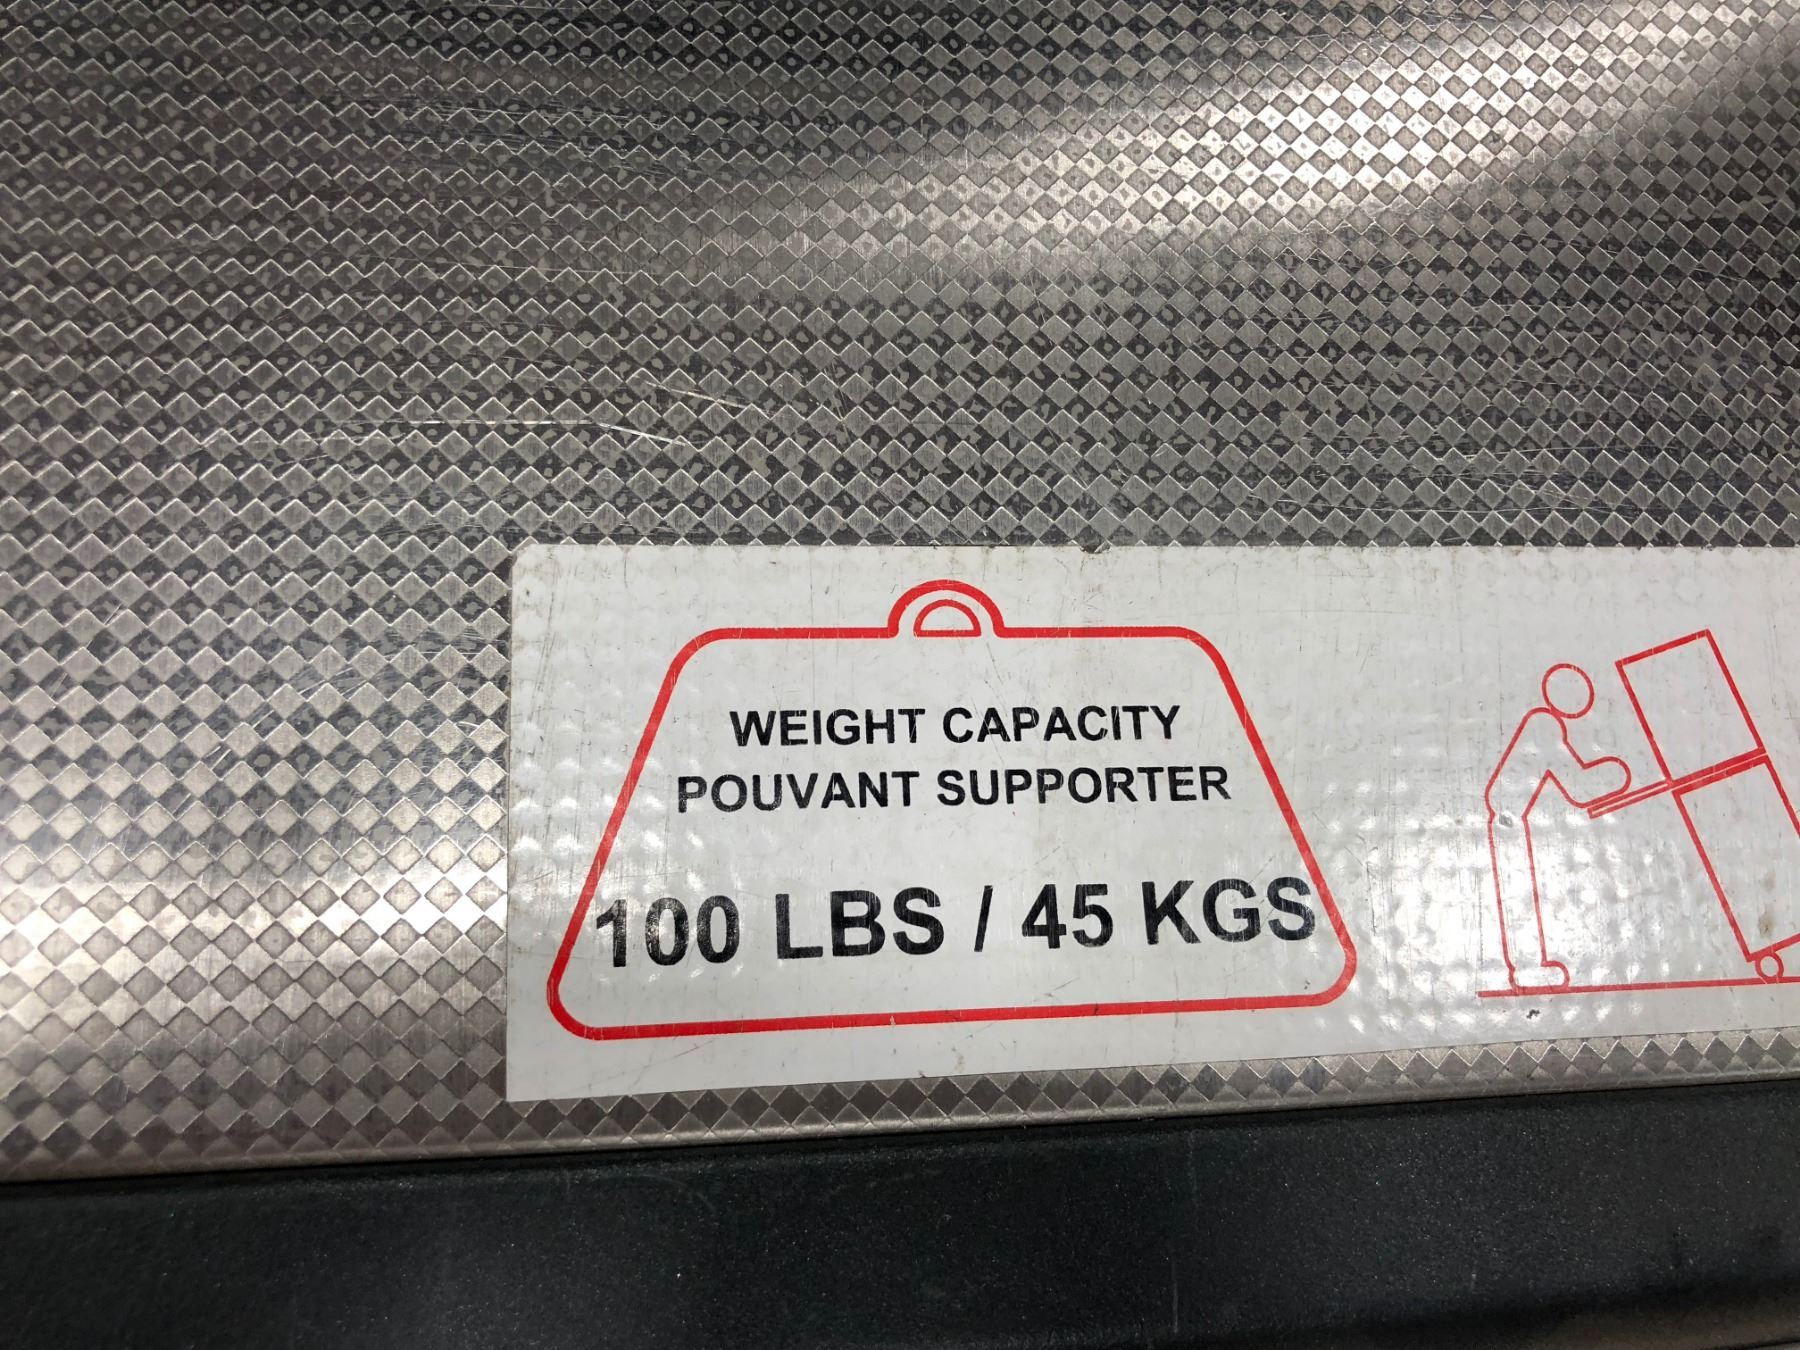 WEIGHT CAPACITY
POUVANT SUPPORTER
100 LBS / 45 KGS